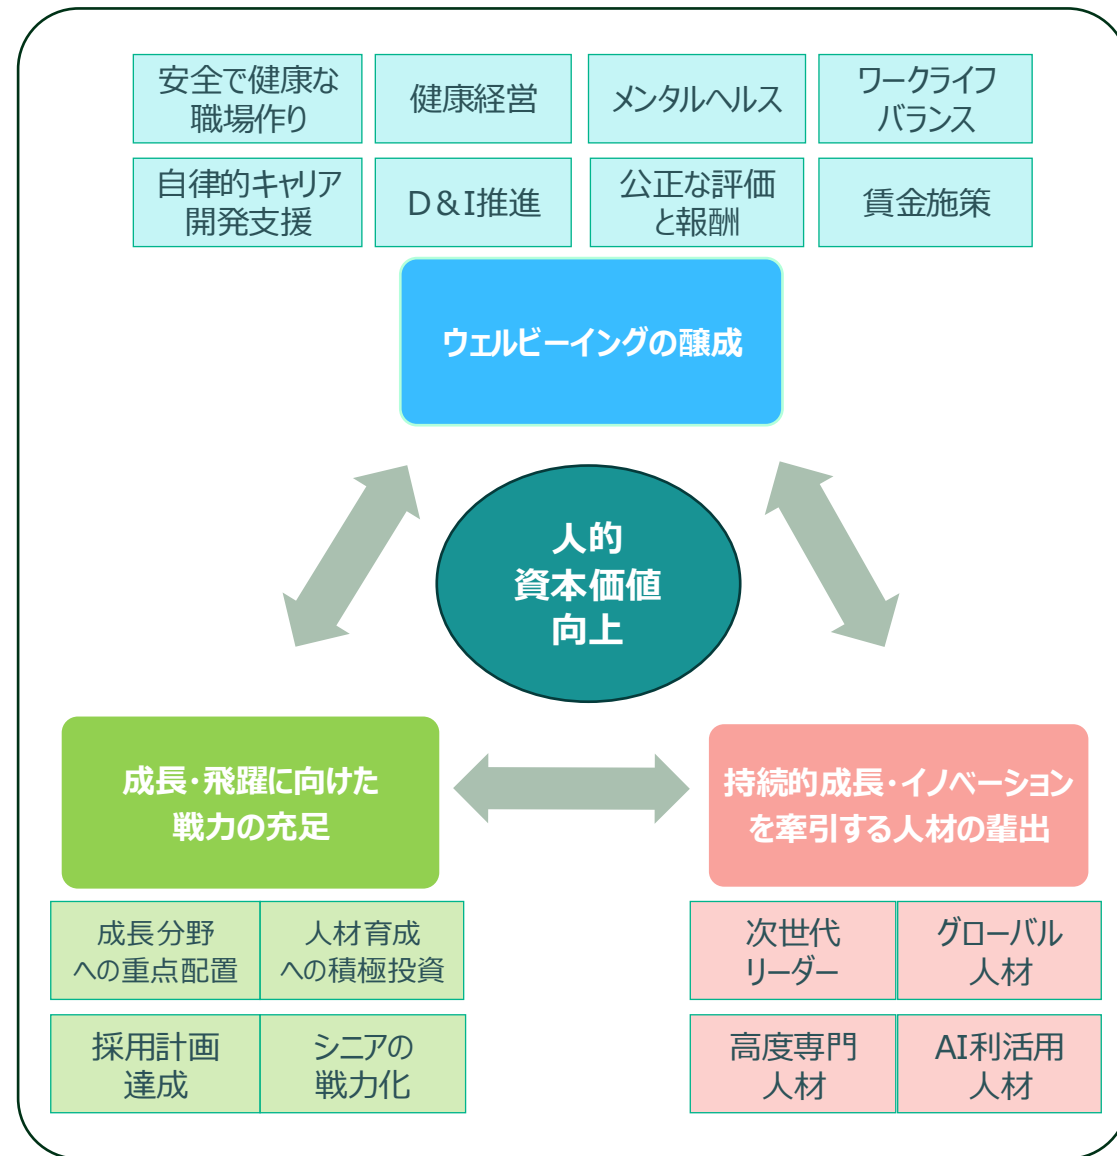 安全で健康な
職場作り
健康経営
メンタルヘルス
ワークライフ
バランス
自律的キャリア
開発支援
D&I推進
公正な評価
と報酬
賃金施策
ウェルビーイングの醸成
人的
資本価値
向上
成長・飛躍に向けた
戦力の充足
持続的成長・イノベーション
を牽引する人材の輩出
成長分野
への重点配置
人材育成
への積極投資
採用計画
達成
シニアの
戦力化
次世代
リーダー
グローバル
人材
高度専門
人材
AI利活用
人材